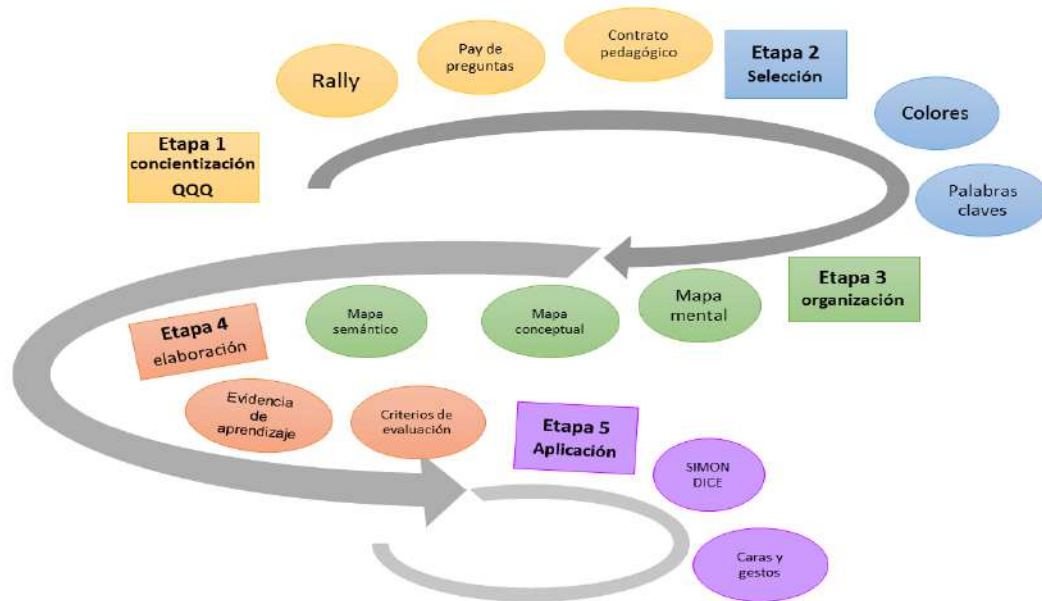 Etapa 1
concientización
QQQ
Rally
Pay de
preguntas
Contrato
pedagógico
Etapa 2
Selección
Colores
Palabras
claves
Etapa 3
organización
Mapa
mental
Mapa
conceptual
Mapa
semántico
Etapa 4
elaboración
Evidencia
de
aprendizaje
Criterios de
evaluación
Etapa 5
Aplicación
SIMON
DICE
Caras y
gestos